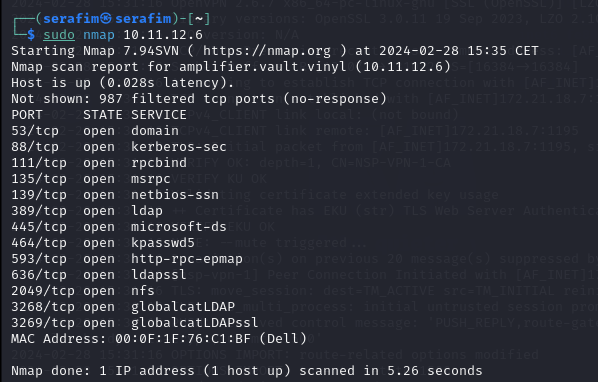 ┌──(serafim㉿serafim)-[~]
└─$ sudo nmap 10.11.12.6
Starting Nmap 7.94SVN ( https://nmap.org ) at 2024-02-28 15:35 CET
Nmap scan report for amplifier.vault.vinyl (10.11.12.6)
Host is up (0.028s latency).
Not shown: 987 filtered tcp ports (no-response)
PORT     STATE SERVICE
53/tcp   open  domain
88/tcp   open  kerberos-sec
111/tcp  open  rpcbind
135/tcp  open  msrpc
139/tcp  open  netbios-ssn
389/tcp  open  ldap
445/tcp  open  microsoft-ds
464/tcp  open  kpasswd5
593/tcp  open  http-rpc-epmap
636/tcp  open  ldapssl
2049/tcp open  nfs
3268/tcp open  globalcatLDAP
3269/tcp open  globalcatLDAPssl
MAC Address: 00:0F:1F:76:C1:BF (Dell)
Nmap done: 1 IP address (1 host up) scanned in 5.26 seconds